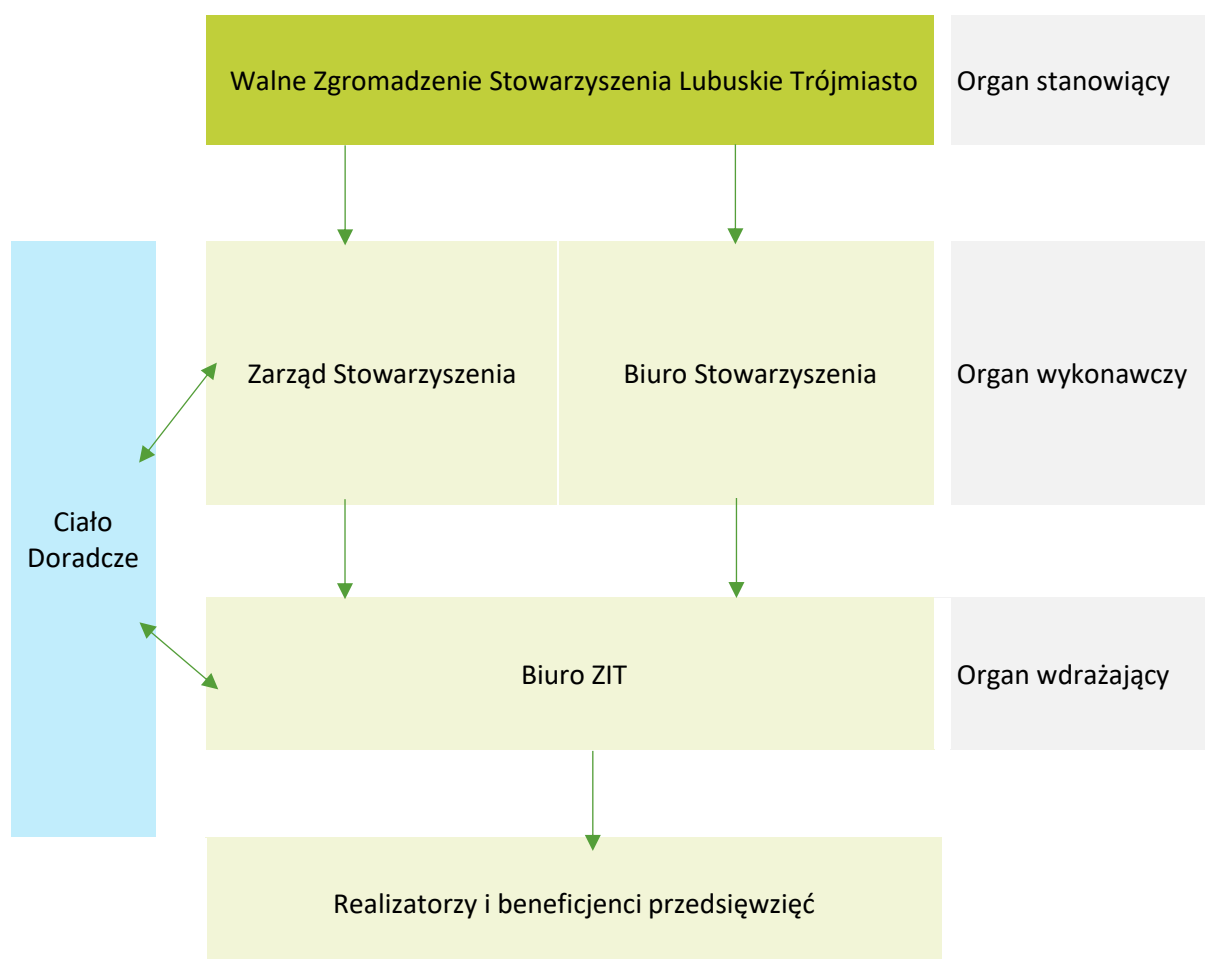 Walne Zgromadzenie Stowarzyszenia Lubuskie Trójmiasto
Organ stanowiący
Zarząd Stowarzyszenia
Biuro Stowarzyszenia
Organ wykonawczy
Ciało
Doradcze
Biuro ZIT
Organ wdrażający
Realizatorzy i beneficjenci przedsięwzięć